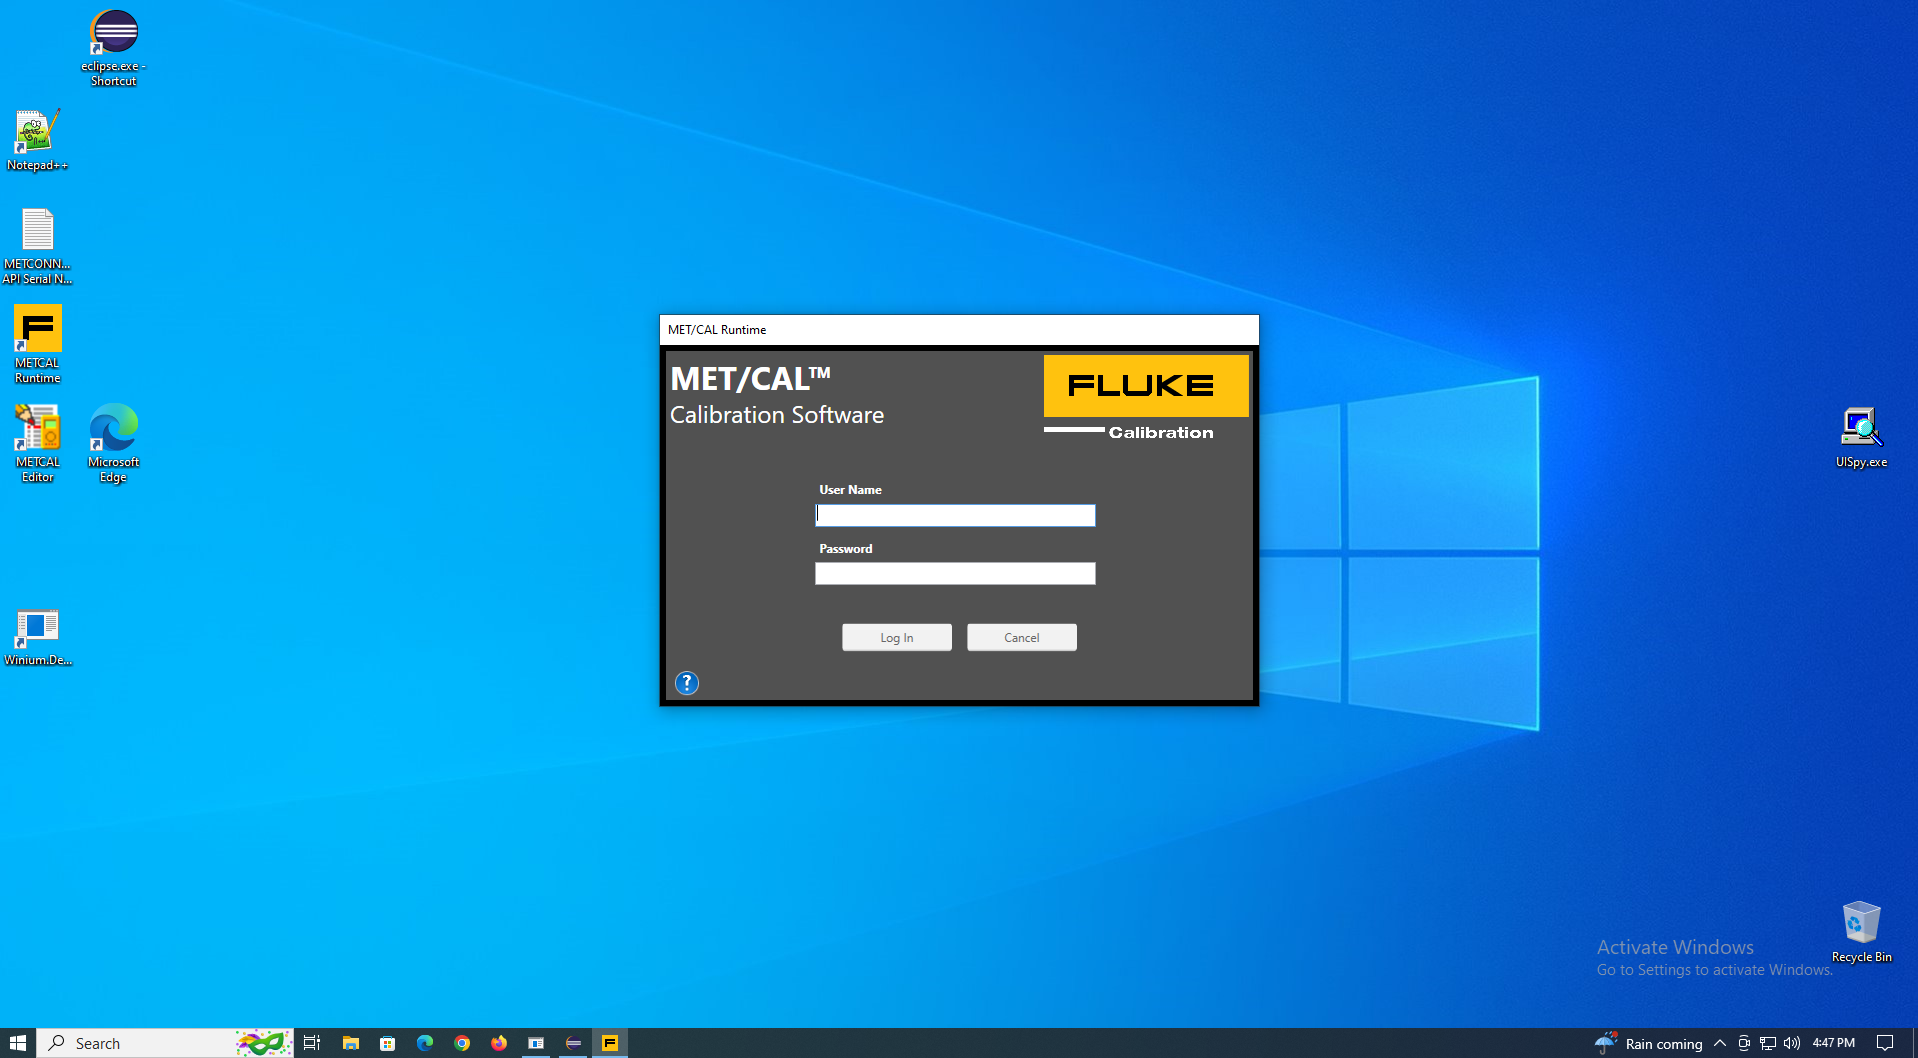 eclipse.exe -
Shortcut
Notepad++
METCONN...
API Serial N...
METCAL
Runtime
METCAL
Editor
Microsoft
Edge
Winium.De...
MET/CAL Runtime
MET/CAL™
Calibration Software
FLUKE
Calibration
User Name
Password
Log In
Cancel
?
UISpy.exe
Recycle Bin
Activate Windows
Go to Settings to activate Windows.
Search
Rain coming
4:47 PM